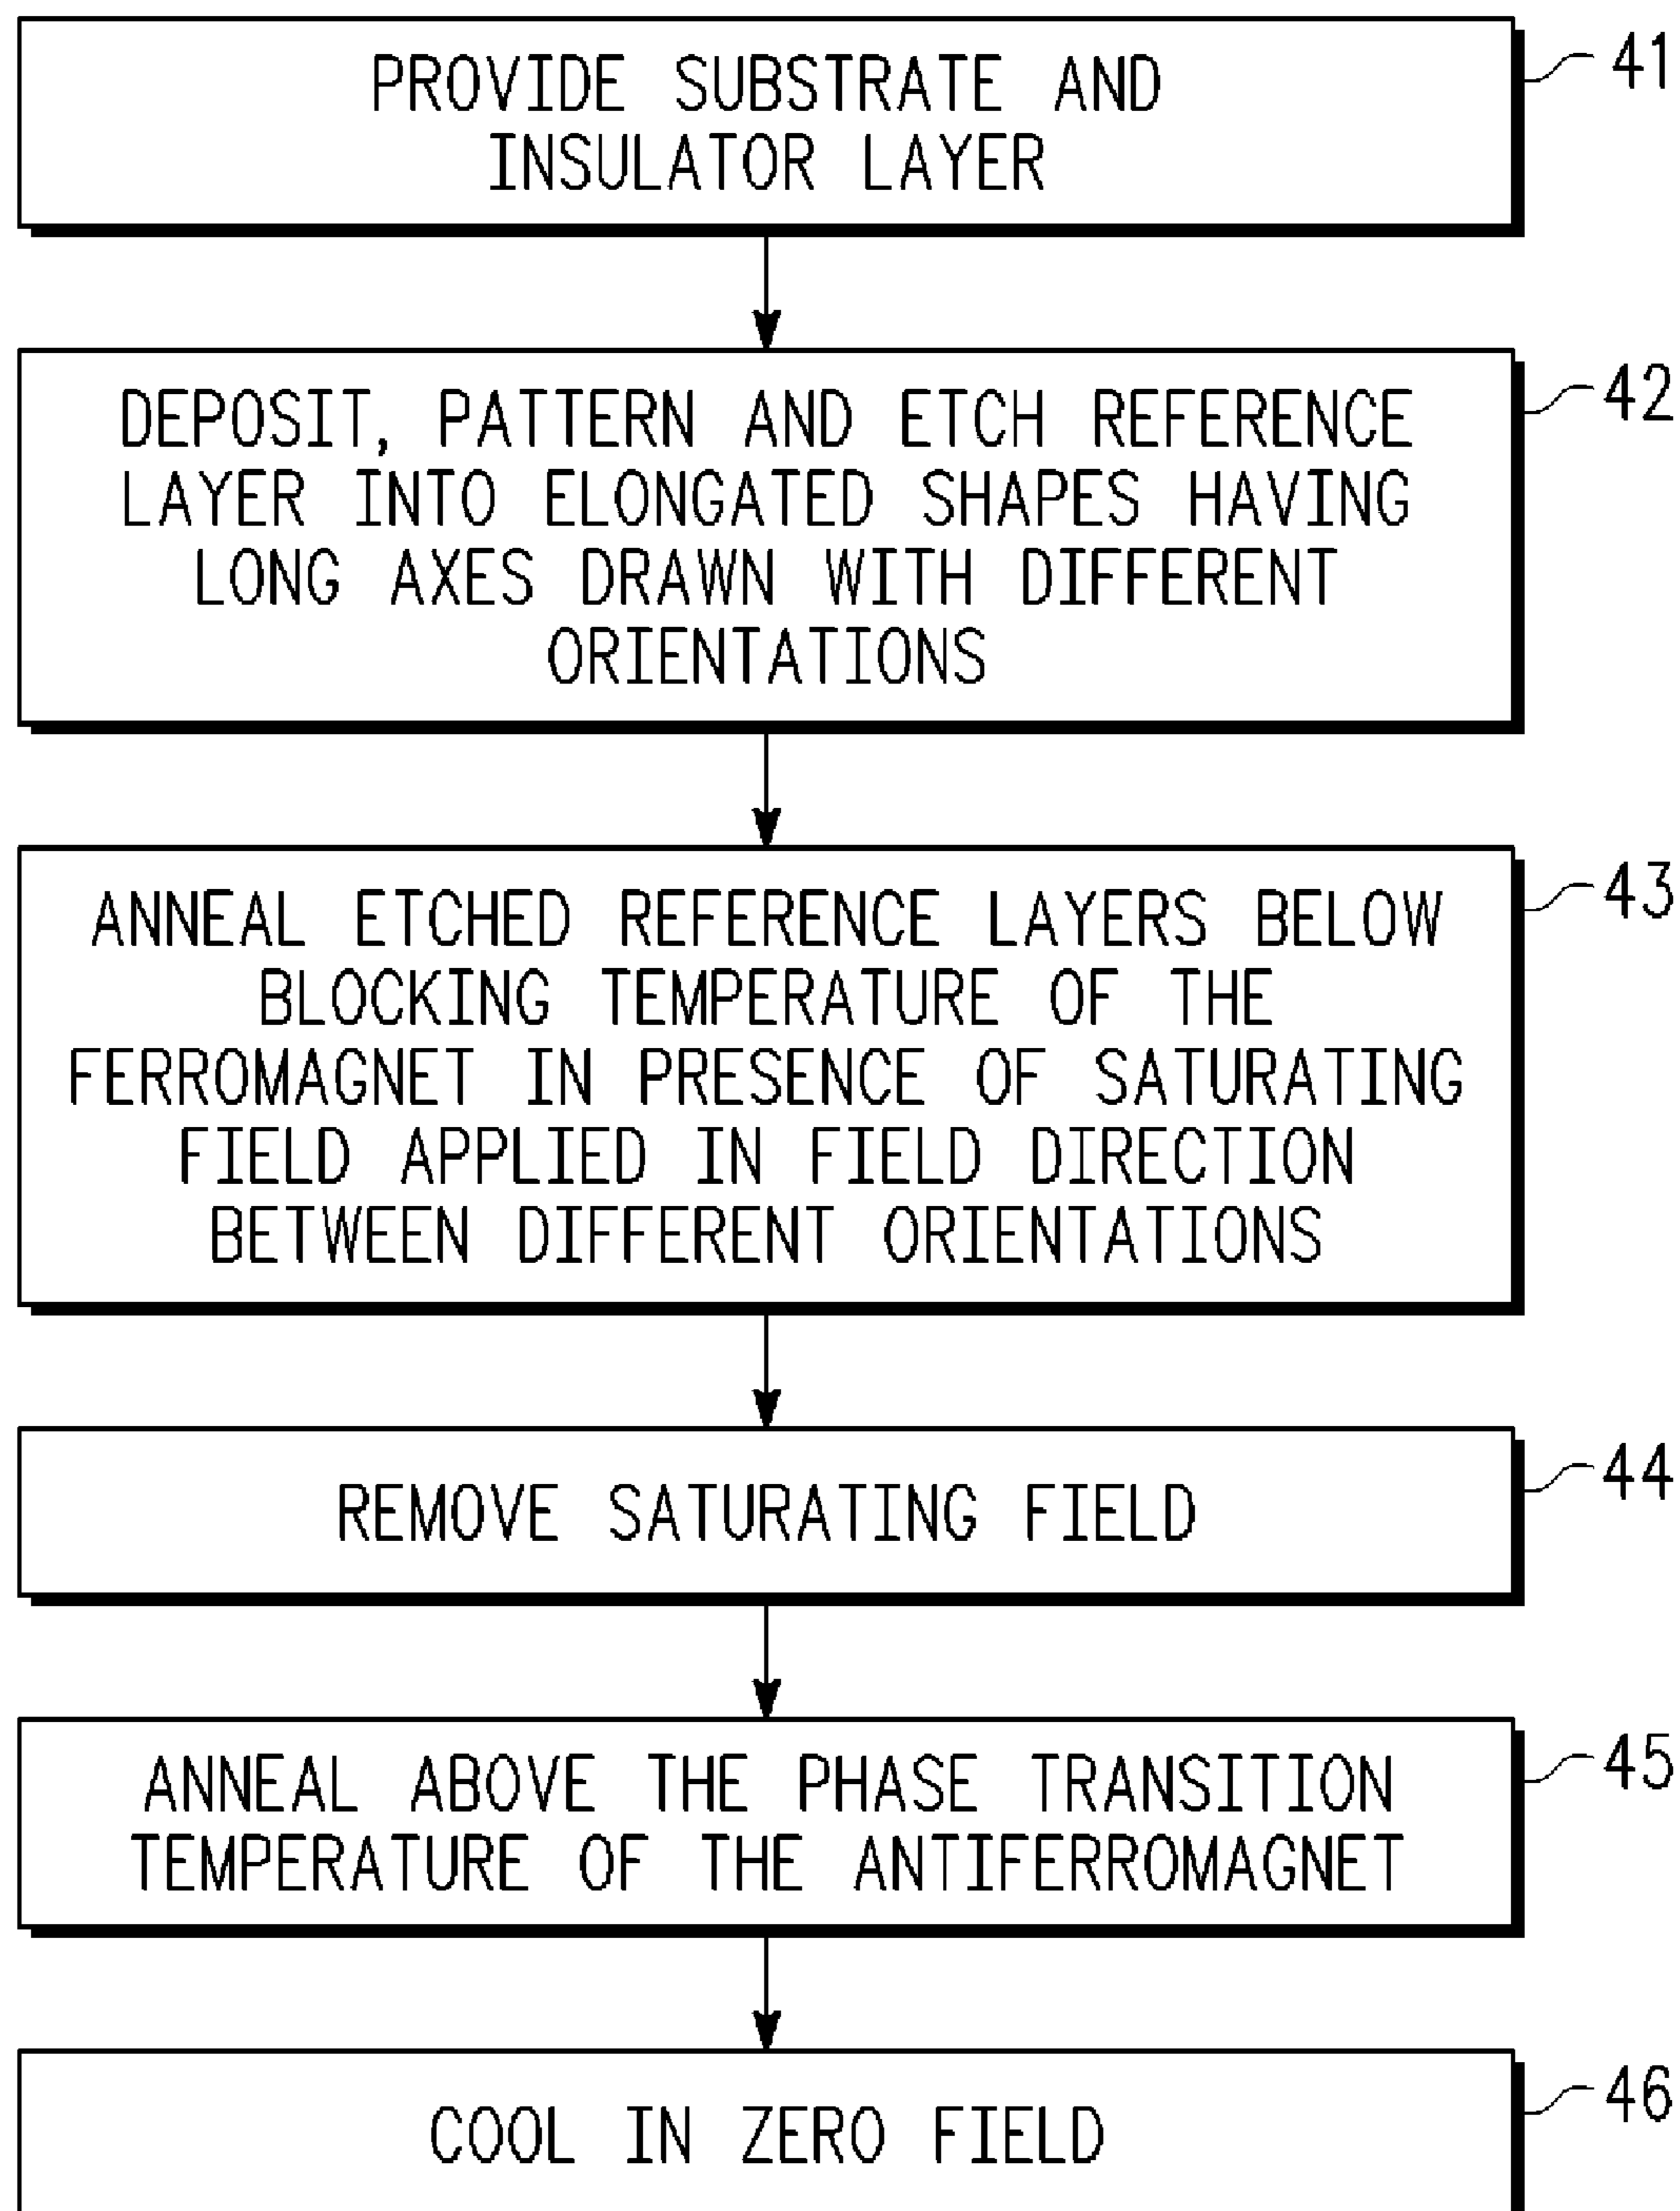 PROVIDE SUBSTRATE AND
INSULATOR LAYER
41
DEPOSIT, PATTERN AND ETCH REFERENCE
LAYER INTO ELONGATED SHAPES HAVING
LONG AXES DRAWN WITH DIFFERENT
ORIENTATIONS
42
ANNEAL ETCHED REFERENCE LAYERS BELOW
BLOCKING TEMPERATURE OF THE
FERROMAGNET IN PRESENCE OF SATURATING
FIELD APPLIED IN FIELD DIRECTION
BETWEEN DIFFERENT ORIENTATIONS
43
REMOVE SATURATING FIELD
44
ANNEAL ABOVE THE PHASE TRANSITION
TEMPERATURE OF THE ANTIFERROMAGNET
45
COOL IN ZERO FIELD
46